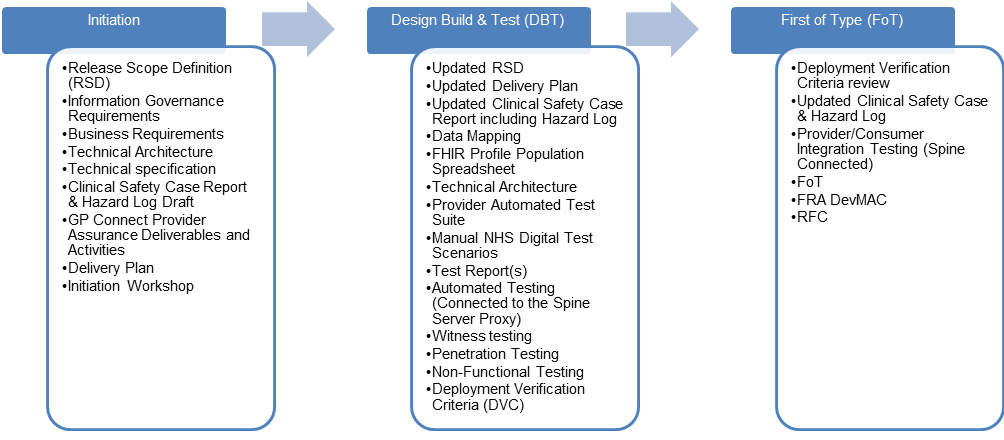 Initiation
•Release Scope Definition
(RSD)
•Information Governance
Requirements
•Business Requirements
•Technical Architecture
•Technical specification
•Clinical Safety Case Report
& Hazard Log Draft
•GP Connect Provider
Assurance Deliverables and
Activities
•Delivery Plan
•Initiation Workshop
Design Build & Test (DBT)
•Updated RSD
•Updated Delivery Plan
•Updated Clinical Safety Case
Report including Hazard Log
•Data Mapping
•FHIR Profile Population
Spreadsheet
•Technical Architecture
•Provider Automated Test
Suite
•Manual NHS Digital Test
Scenarios
•Test Report(s)
•Automated Testing
(Connected to the Spine
Server Proxy)
•Witness testing
•Penetration Testing
•Non-Functional Testing
•Deployment Verification
Criteria (DVC)
First of Type (FoT)
•Deployment Verification
Criteria review
•Updated Clinical Safety Case
& Hazard Log
•Provider/Consumer
Integration Testing (Spine
Connected)
•FoT
•FRA DevMAC
•RFC